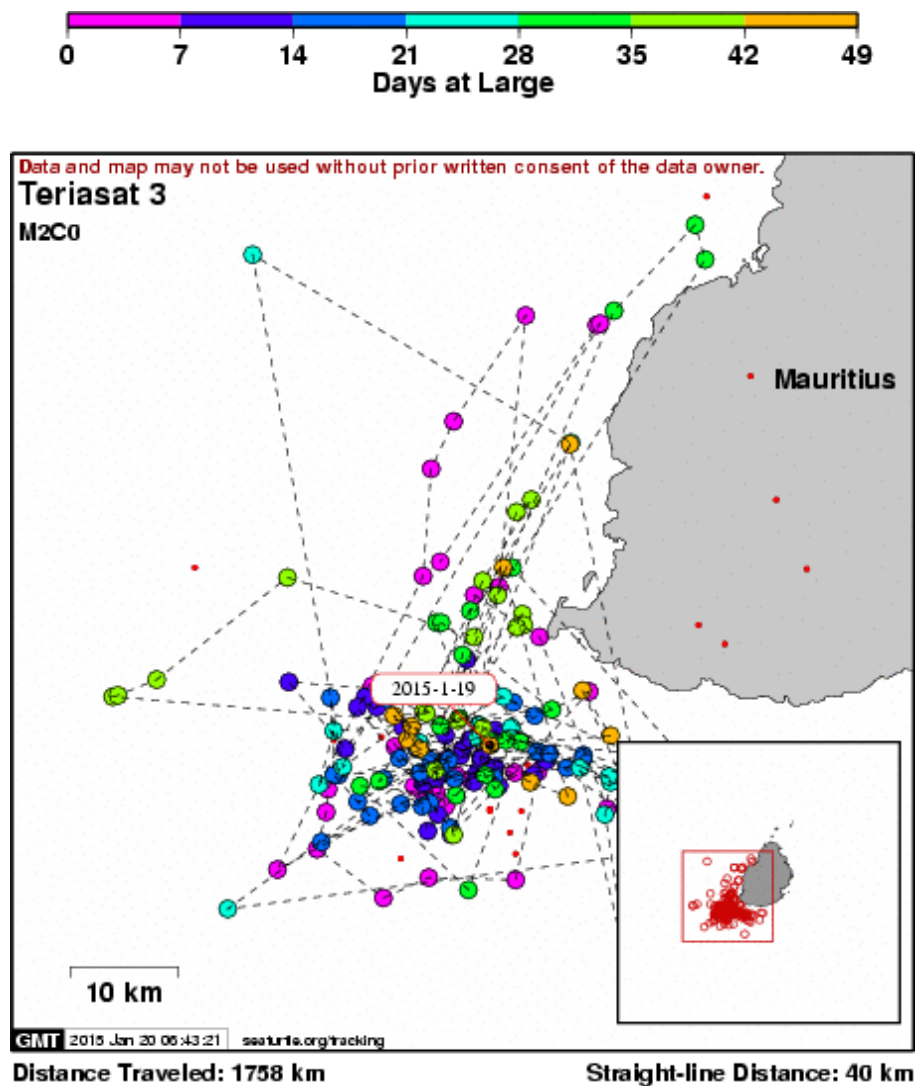 0 7 14 21 28 35 42 49
Days at Large
Data and map may not be used without prior written consent of the data owner.
Teriasat 3
M2C0
Mauritius
2015-1-19
10 km
GMT 2015 Jan 20 06:43:21 seaturtle.org/tracking
Distance Traveled: 1758 km Straight-line Distance: 40 km